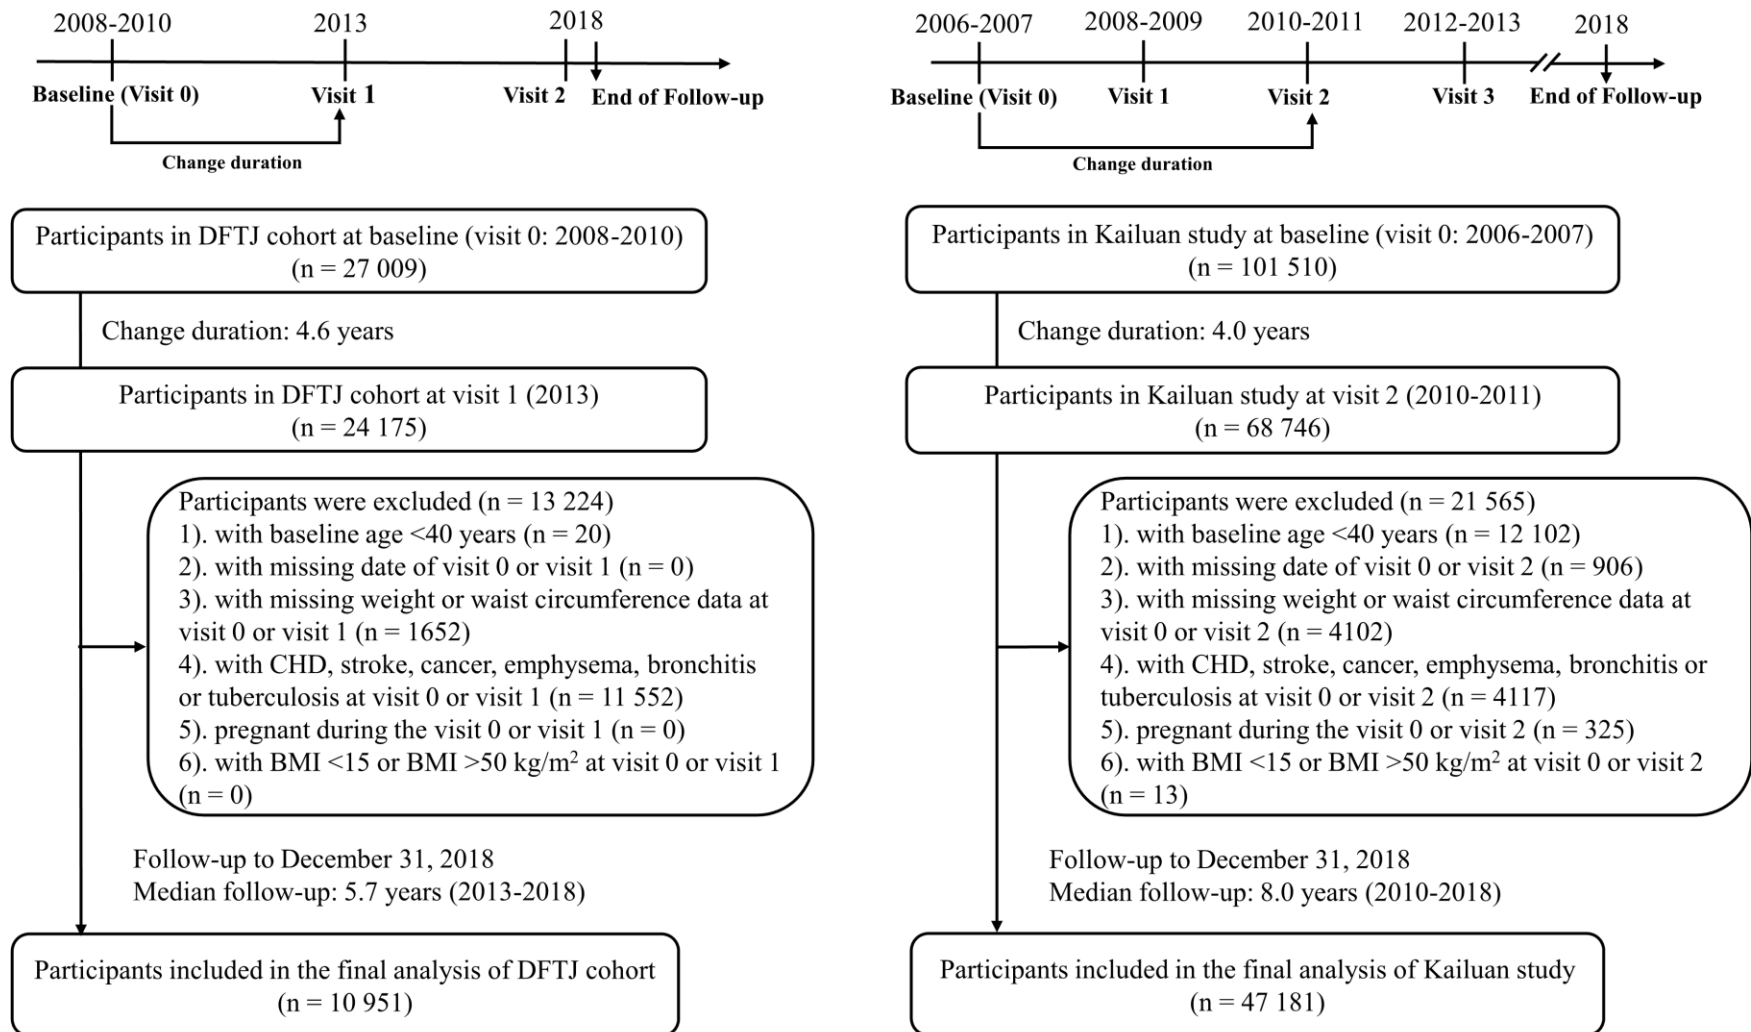 2008-2010
2013
2018
Baseline (Visit 0)
Visit 1
Visit 2
End of Follow-up
Change duration
Participants in DFTJ cohort at baseline (visit 0: 2008-2010)
(n = 27 009)
Change duration: 4.6 years
Participants in DFTJ cohort at visit 1 (2013)
(n = 24 175)
Participants were excluded (n = 13 224)
1). with baseline age <40 years (n = 20)
2). with missing date of visit 0 or visit 1 (n = 0)
3). with missing weight or waist circumference data at
visit 0 or visit 1 (n = 1652)
4). with CHD, stroke, cancer, emphysema, bronchitis
or tuberculosis at visit 0 or visit 1 (n = 11 552)
5). pregnant during the visit 0 or visit 1 (n = 0)
6). with BMI <15 or BMI >50 kg/m² at visit 0 or visit 1
(n = 0)
Follow-up to December 31, 2018
Median follow-up: 5.7 years (2013-2018)
Participants included in the final analysis of DFTJ cohort
(n = 10 951)
2006-2007
2008-2009
2010-2011
2012-2013
2018
Baseline (Visit 0)
Visit 1
Visit 2
Visit 3
End of Follow-up
Change duration
Participants in Kailuan study at baseline (visit 0: 2006-2007)
(n = 101 510)
Change duration: 4.0 years
Participants in Kailuan study at visit 2 (2010-2011)
(n = 68 746)
Participants were excluded (n = 21 565)
1). with baseline age <40 years (n = 12 102)
2). with missing date of visit 0 or visit 2 (n = 906)
3). with missing weight or waist circumference data at
visit 0 or visit 2 (n = 4102)
4). with CHD, stroke, cancer, emphysema, bronchitis or
tuberculosis at visit 0 or visit 2 (n = 4117)
5). pregnant during the visit 0 or visit 2 (n = 325)
6). with BMI <15 or BMI >50 kg/m² at visit 0 or visit 2
(n = 13)
Follow-up to December 31, 2018
Median follow-up: 8.0 years (2010-2018)
Participants included in the final analysis of Kailuan study
(n = 47 181)